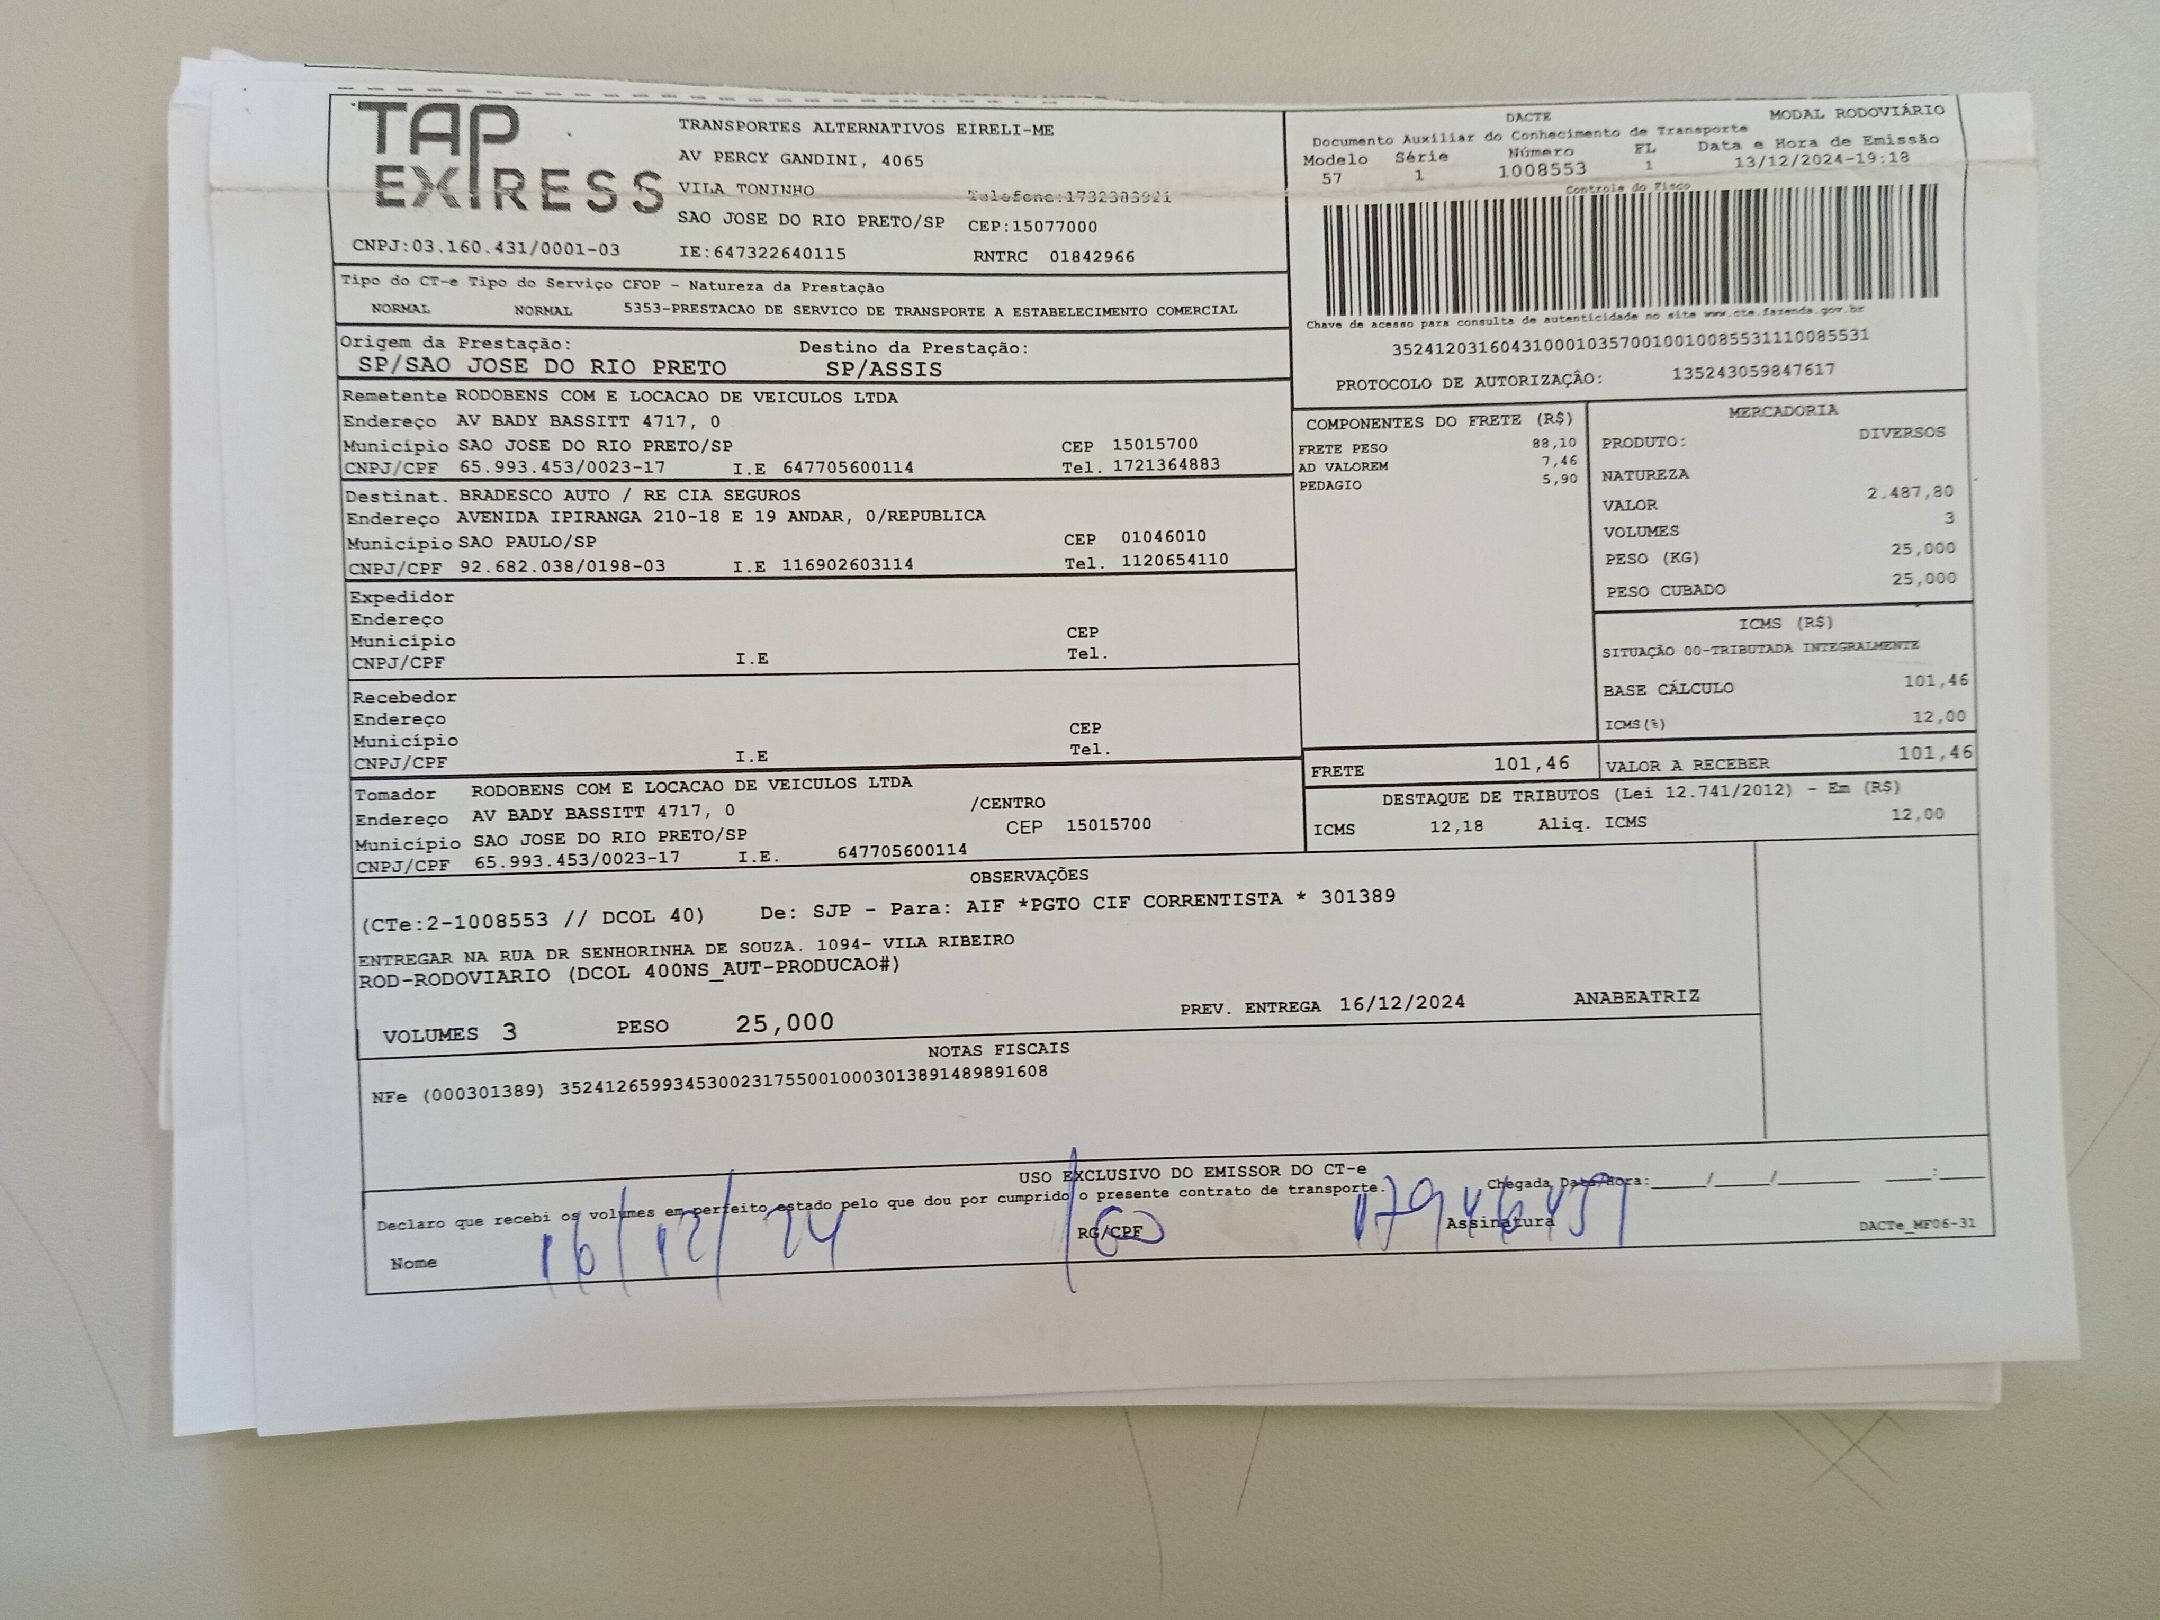 TAP EXPRESS
TRANSPORTES ALTERNATIVOS EIRELI-ME
AV PERCY GANDINI, 4065
VILA TONINHO Telefone:1732383921
SAO JOSE DO RIO PRETO/SP CEP:15077000
CNPJ:03.160.431/0001-03 IE:647322640115 RNTRC 01842966
DACTE MODAL RODOVIÁRIO
Documento Auxiliar do Conhecimento de Transporte
Modelo Série Número FL Data e Hora de Emissão
57 1 1008553 1 13/12/2024-19:18
Controle do Fisco
Chave de acesso para consulta de autenticidade no site www.cte.fazenda.gov.br
35241203160431000103570010010085531110085531
PROTOCOLO DE AUTORIZAÇÂO: 135243059847617
Tipo do CT-e Tipo do Serviço CFOP - Natureza da Prestação
NORMAL NORMAL 5353-PRESTACAO DE SERVICO DE TRANSPORTE A ESTABELECIMENTO COMERCIAL
Origem da Prestação: Destino da Prestação:
SP/SAO JOSE DO RIO PRETO SP/ASSIS
Remetente RODOBENS COM E LOCACAO DE VEICULOS LTDA
Endereço AV BADY BASSITT 4717, 0
Município SAO JOSE DO RIO PRETO/SP CEP 15015700
CNPJ/CPF 65.993.453/0023-17 I.E 647705600114 Tel. 1721364883
Destinat. BRADESCO AUTO / RE CIA SEGUROS
Endereço AVENIDA IPIRANGA 210-18 E 19 ANDAR, 0/REPUBLICA
Município SAO PAULO/SP CEP 01046010
CNPJ/CPF 92.682.038/0198-03 I.E 116902603114 Tel. 1120654110
Expedidor
Endereço
Município CEP
CNPJ/CPF I.E Tel.
Recebedor
Endereço
Município CEP
CNPJ/CPF I.E Tel.
Tomador RODOBENS COM E LOCACAO DE VEICULOS LTDA
Endereço AV BADY BASSITT 4717, 0 /CENTRO
Município SAO JOSE DO RIO PRETO/SP CEP 15015700
CNPJ/CPF 65.993.453/0023-17 I.E. 647705600114
COMPONENTES DO FRETE (R$)
FRETE PESO 88,10
AD VALOREM 7,46
PEDAGIO 5,90
MERCADORIA
PRODUTO: DIVERSOS
NATUREZA
VALOR 2.487,80
VOLUMES 3
PESO (KG) 25,000
PESO CUBADO 25,000
ICMS (R$)
SITUAÇÃO 00-TRIBUTADA INTEGRALMENTE
BASE CÁLCULO 101,46
ICMS(%) 12,00
FRETE 101,46 VALOR A RECEBER 101,46
DESTAQUE DE TRIBUTOS (Lei 12.741/2012) - Em (R$)
ICMS 12,18 Aliq. ICMS 12,00
OBSERVAÇÕES
(CTe:2-1008553 // DCOL 40) De: SJP - Para: AIF *PGTO CIF CORRENTISTA * 301389
ENTREGAR NA RUA DR SENHORINHA DE SOUZA. 1094- VILA RIBEIRO
ROD-RODOVIARIO (DCOL 400NS_AUT-PRODUCAO#)
VOLUMES 3 PESO 25,000 PREV. ENTREGA 16/12/2024 ANABEATRIZ
NOTAS FISCAIS
NFe (000301389) 35241265993453002317550010003013891489891608
USO EXCLUSIVO DO EMISSOR DO CT-e
Declaro que recebi os volumes em perfeito estado pelo que dou por cumprido o presente contrato de transporte. Chegada Data/Hora:_____/_____/_______ ____:____
Nome 16/12/24 RG/CPF Assinatura DACTe_MF06-31